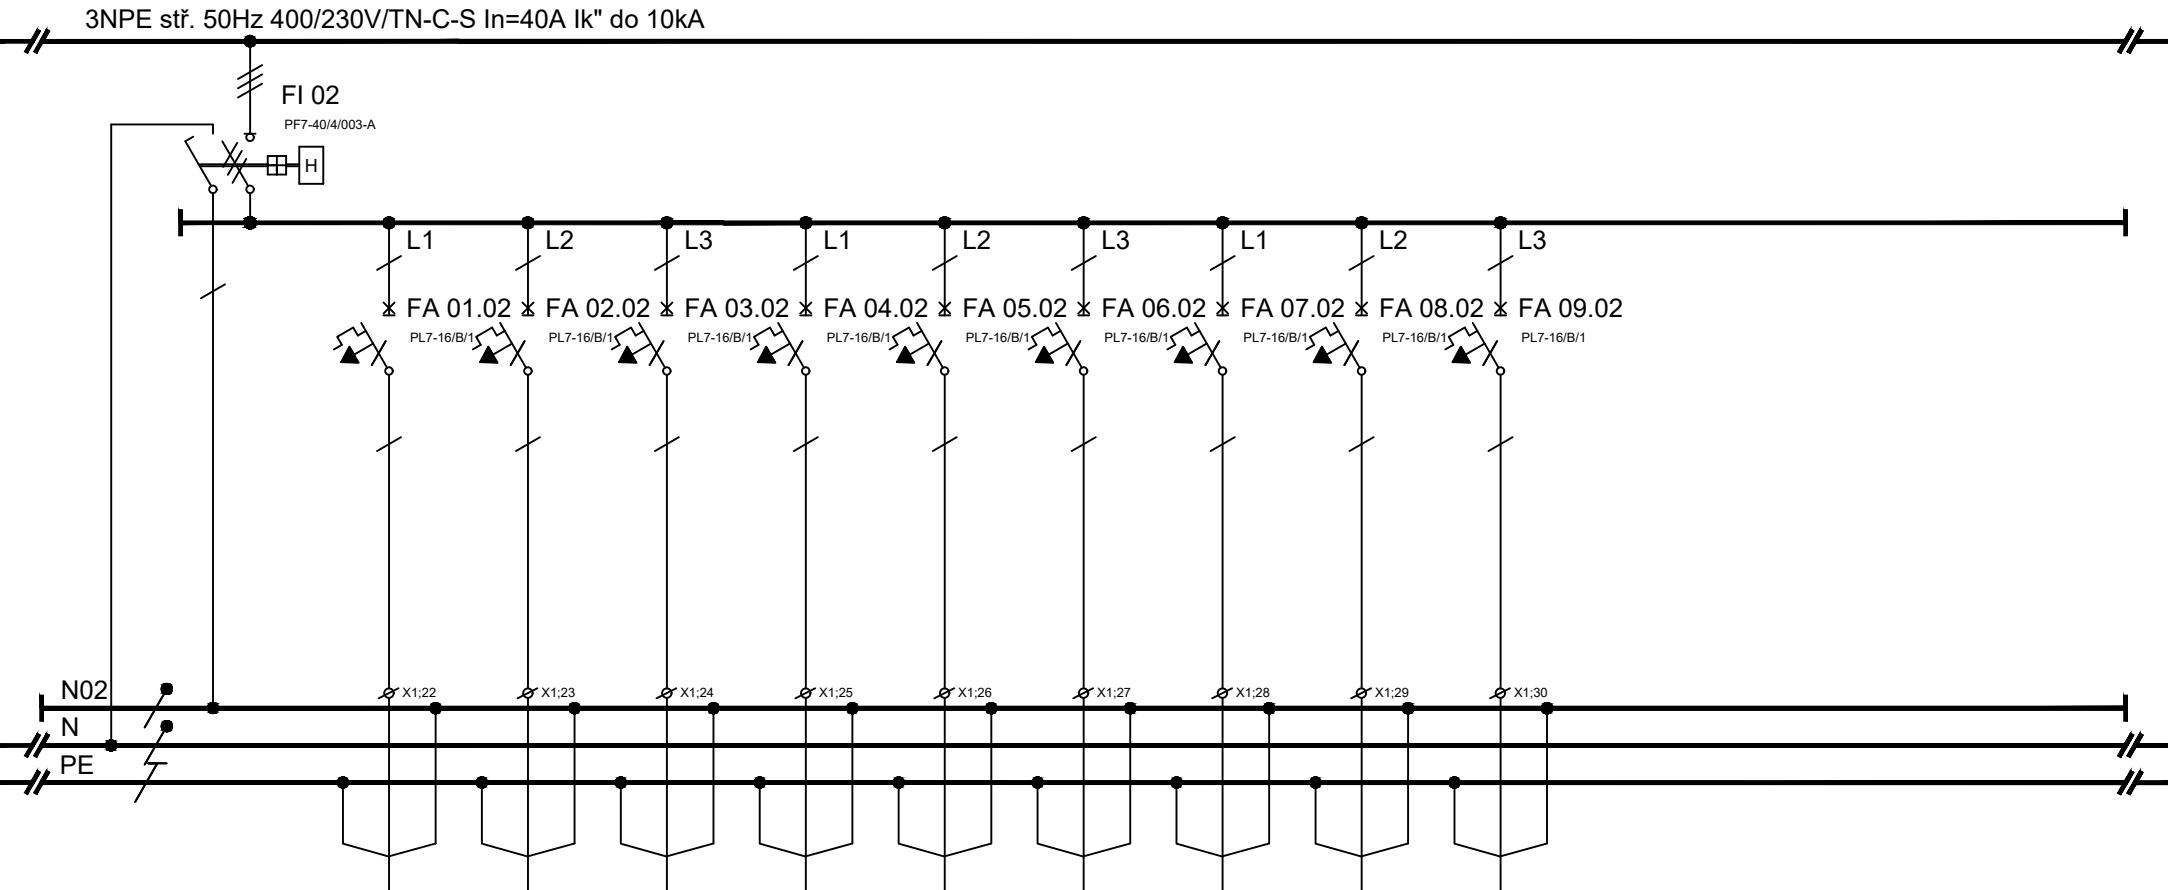 3NPE stř. 50Hz 400/230V/TN-C-S In=40A Ik" do 10kA
FI 02
PF7-40/4/003-A
H
L1 L2 L3 L1 L2 L3 L1 L2 L3
FA 01.02 FA 02.02 FA 03.02 FA 04.02 FA 05.02 FA 06.02 FA 07.02 FA 08.02 FA 09.02
PL7-16/B/1 PL7-16/B/1 PL7-16/B/1 PL7-16/B/1 PL7-16/B/1 PL7-16/B/1 PL7-16/B/1 PL7-16/B/1 PL7-16/B/1
N02 X1;22 X1;23 X1;24 X1;25 X1;26 X1;27 X1;28 X1;29 X1;30
N
PE